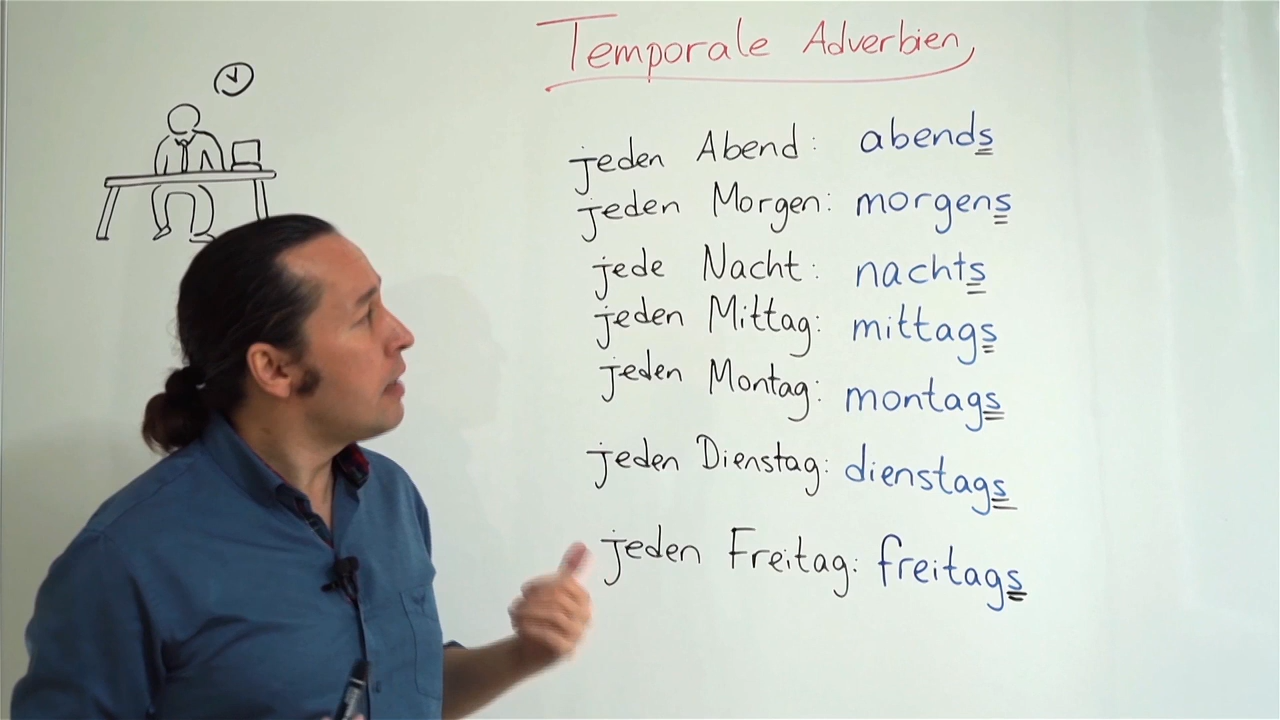 Temporale Adverbien
jeden Abend: abends
jeden Morgen: morgens
jede Nacht: nachts
jeden Mittag: mittags
jeden Montag: montags
jeden Dienstag: dienstags
jeden Freitag: freitags